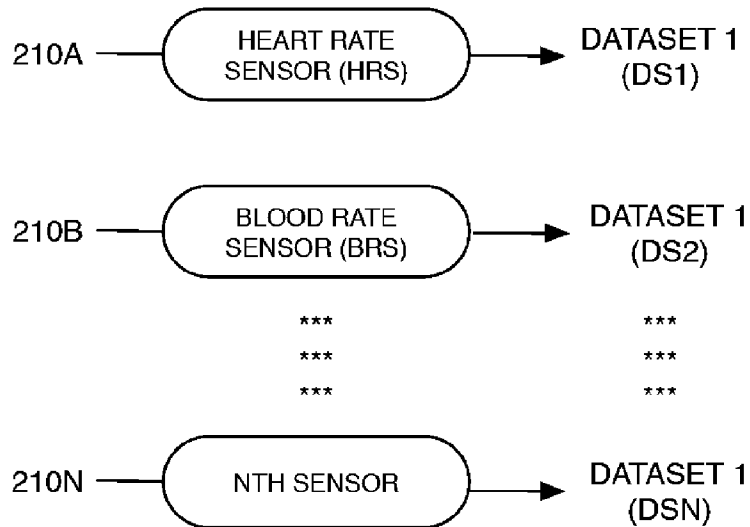 210A
HEART RATE
SENSOR (HRS)
DATASET 1
(DS1)
210B
BLOOD RATE
SENSOR (BRS)
DATASET 1
(DS2)
*** ***
*** ***
*** ***
210N
NTH SENSOR
DATASET 1
(DSN)